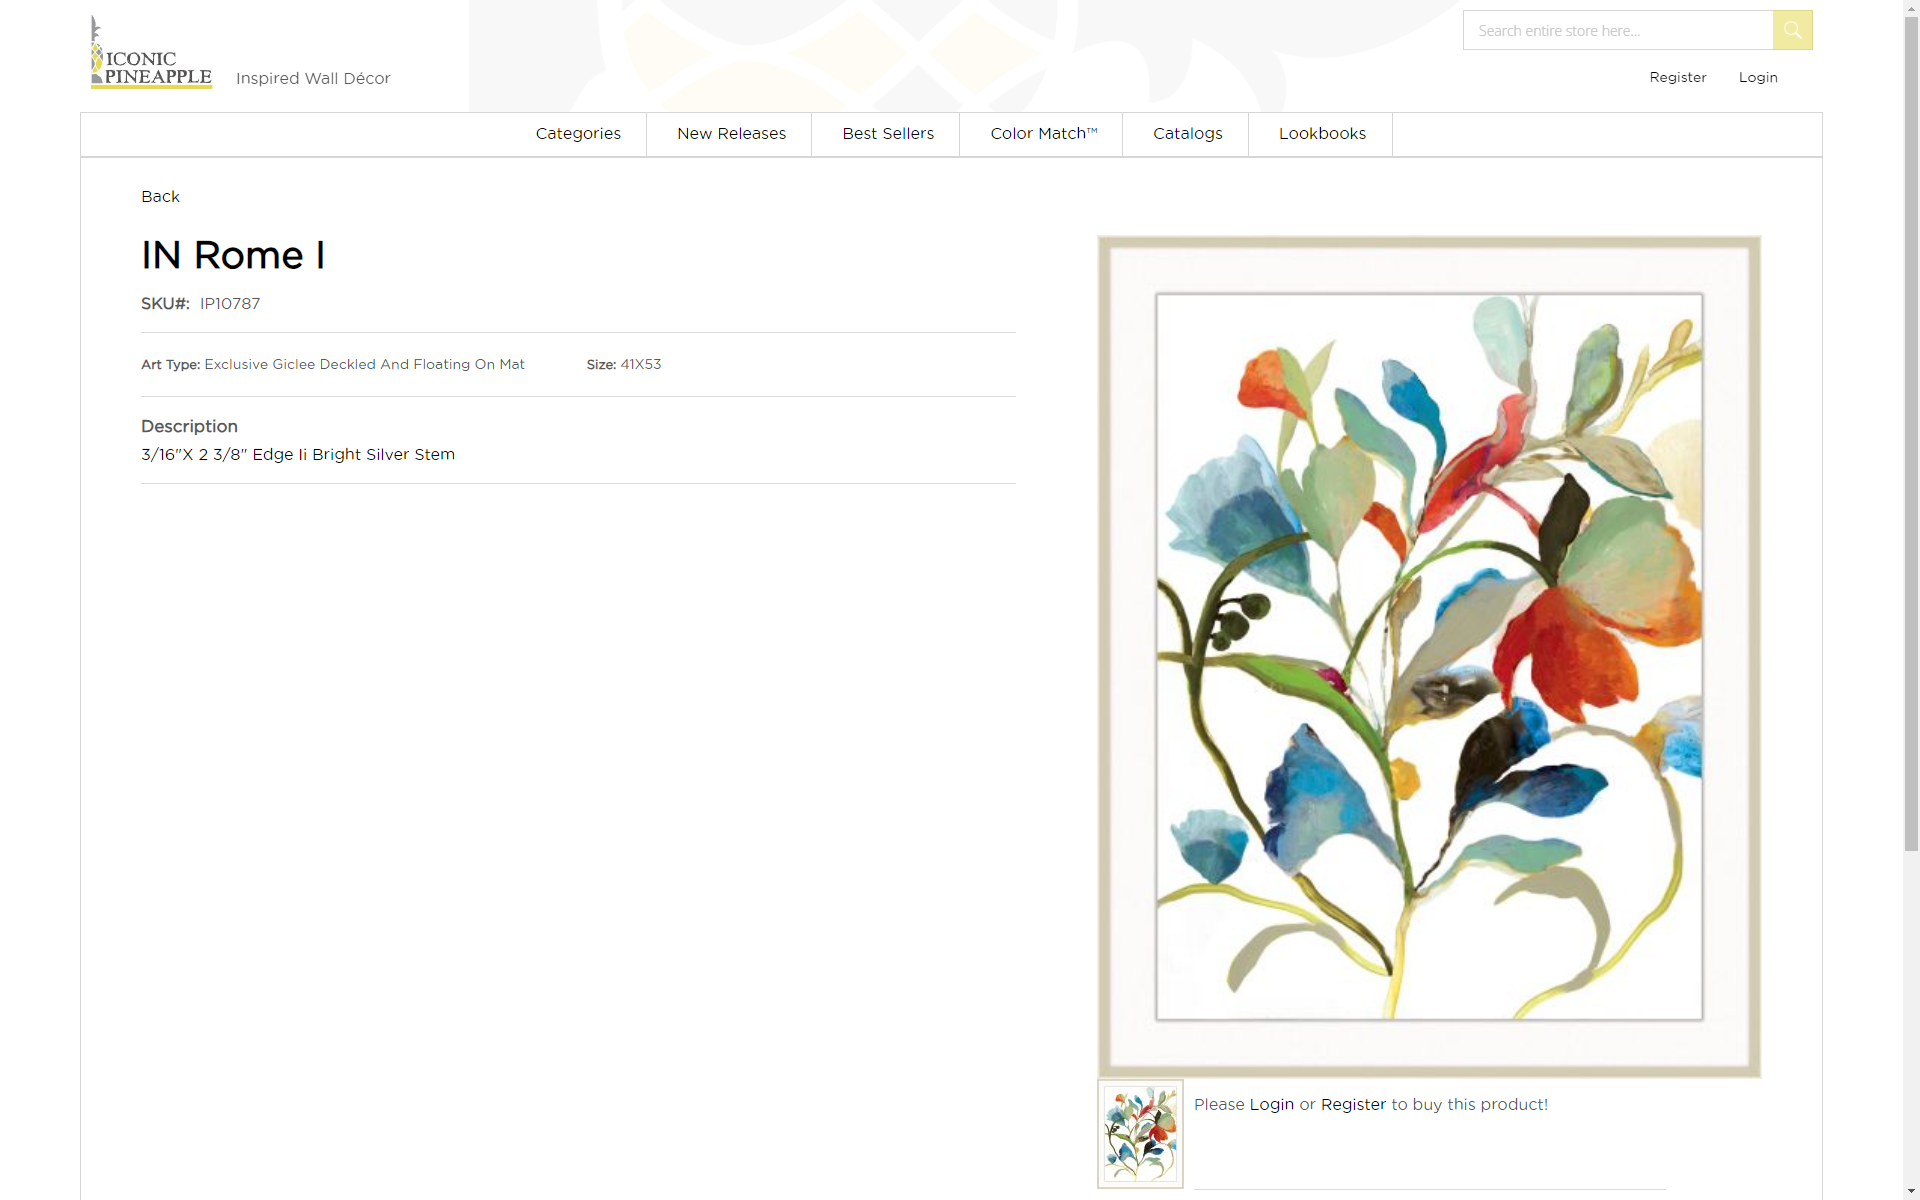 ICONIC
PINEAPPLE
Inspired Wall Décor
Search entire store here...
Register
Login
Categories
New Releases
Best Sellers
Color Match™
Catalogs
Lookbooks
Back
IN Rome I
SKU#: IP10787
Art Type: Exclusive Giclee Deckled And Floating On Mat
Size: 41X53
Description
3/16"X 2 3/8" Edge Ii Bright Silver Stem
Please Login or Register to buy this product!